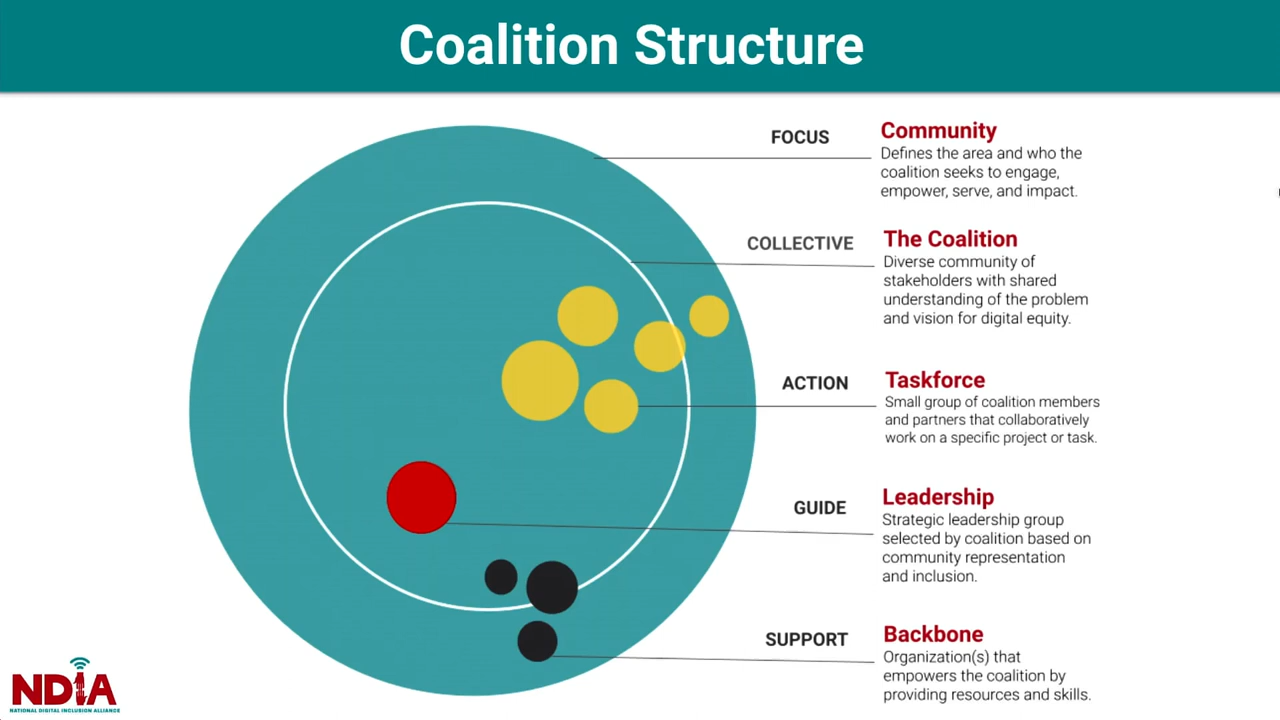 Coalition Structure
FOCUS
Community
Defines the area and who the
coalition seeks to engage,
empower, serve, and impact.
COLLECTIVE
The Coalition
Diverse community of
stakeholders with shared
understanding of the problem
and vision for digital equity.
ACTION
Taskforce
Small group of coalition members
and partners that collaboratively
work on a specific project or task.
GUIDE
Leadership
Strategic leadership group
selected by coalition based on
community representation
and inclusion.
SUPPORT
Backbone
Organization(s) that
empowers the coalition by
providing resources and skills.
NDIA
NATIONAL DIGITAL INCLUSION ALLIANCE